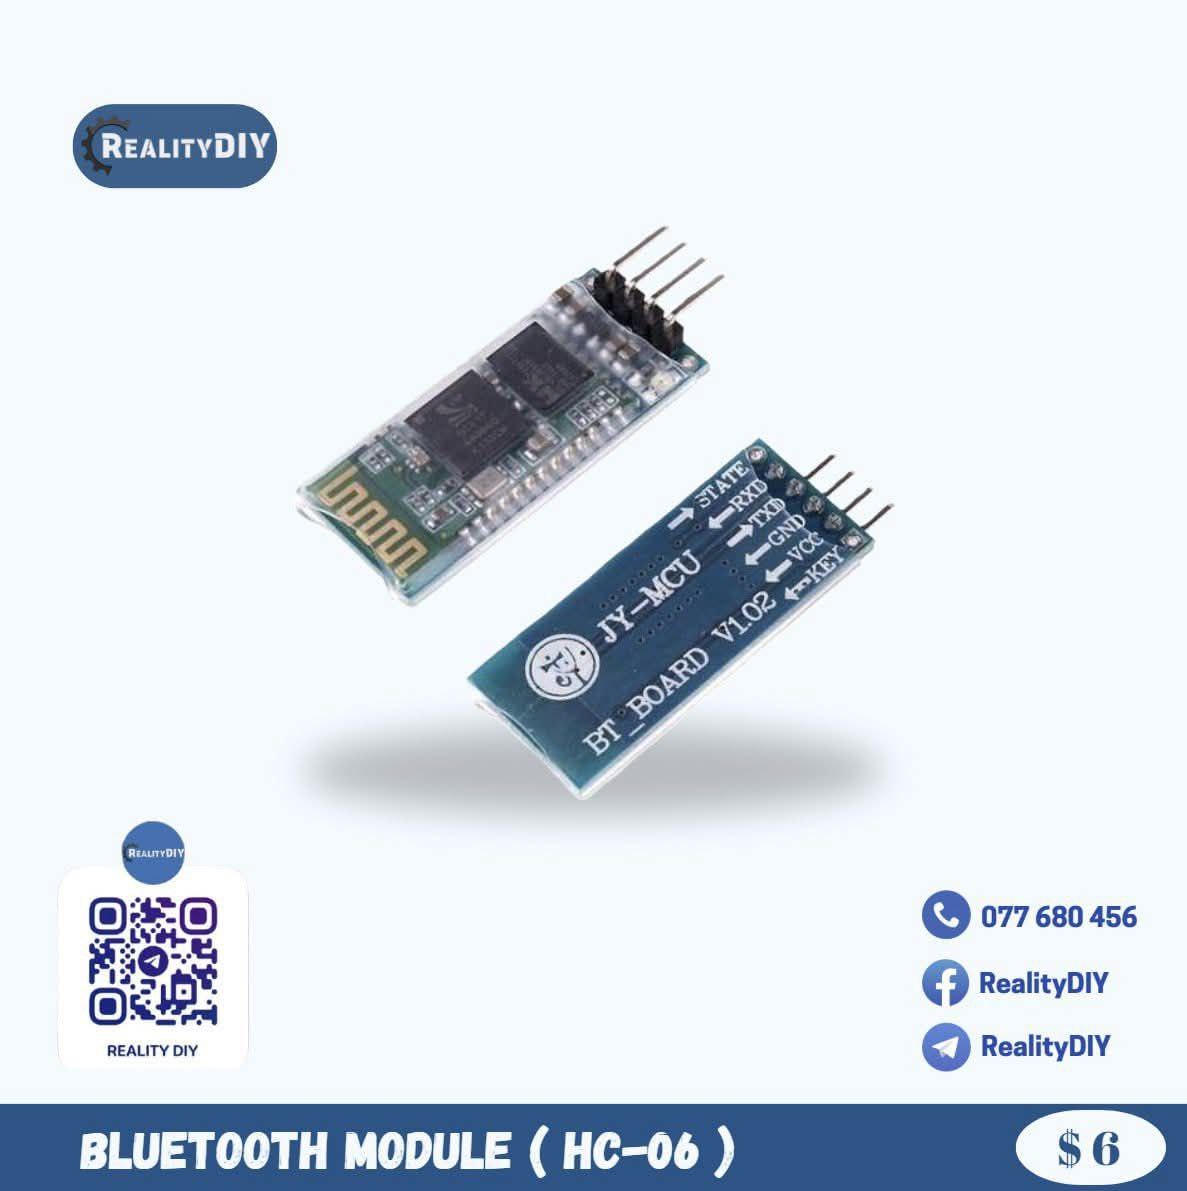 REALITYDIY
STATE
RXD
TXD
GND
VCC
KEY
JY-MCU
BT_BOARD V1.02
REALITYDIY
REALITY DIY
077 680 456
RealityDIY
RealityDIY
BLUETOOTH MODULE ( HC-06 )
$ 6